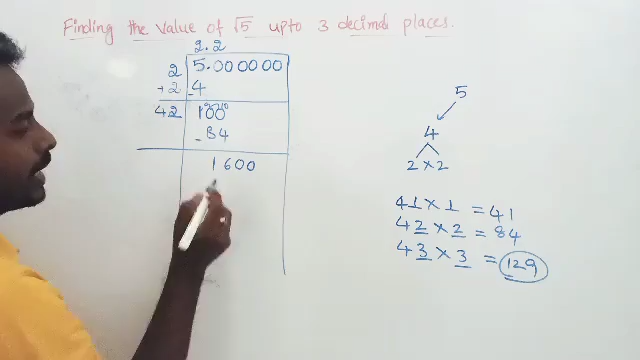 Finding the value of √5 upto 3 decimal places.
2.2
2 5.000000
+2 -4
42 100
- 84
1600
5
4
2 × 2
41 × 1 = 41
42 × 2 = 84
43 × 3 = 129